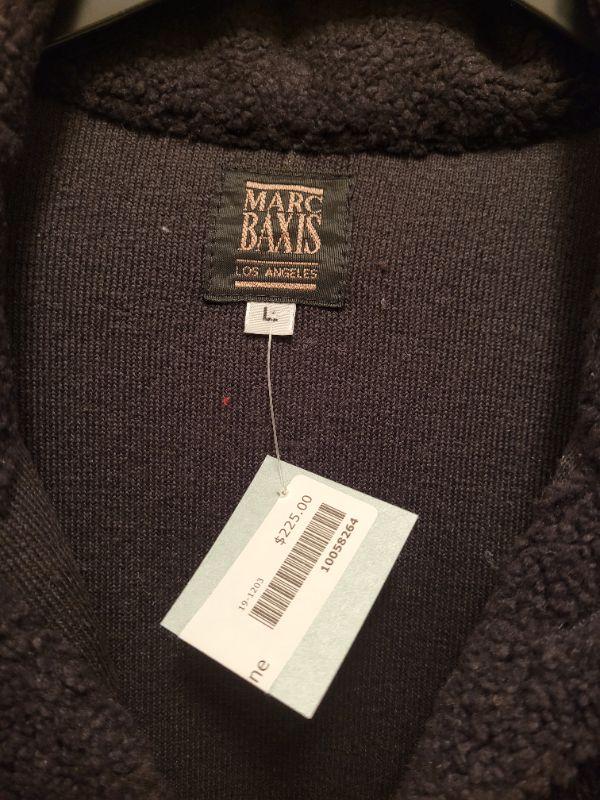 MARC
BAXIS
LOS ANGELES
L
$225.00
10058264
19-1203
ne